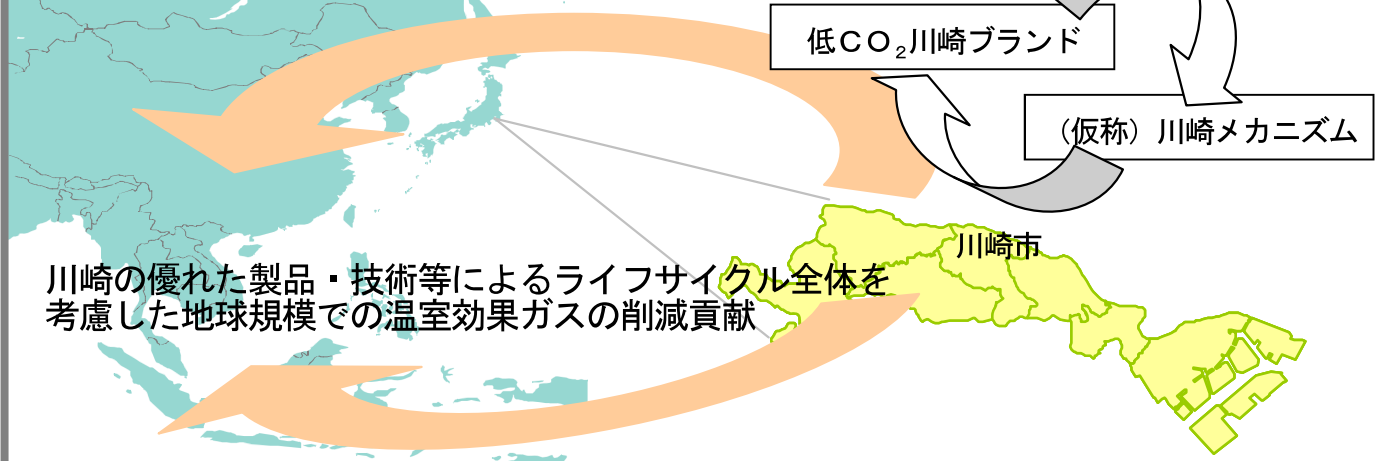 低ＣＯ₂川崎ブランド
（仮称）川崎メカニズム
川崎市
川崎の優れた製品・技術等によるライフサイクル全体を
考慮した地球規模での温室効果ガスの削減貢献